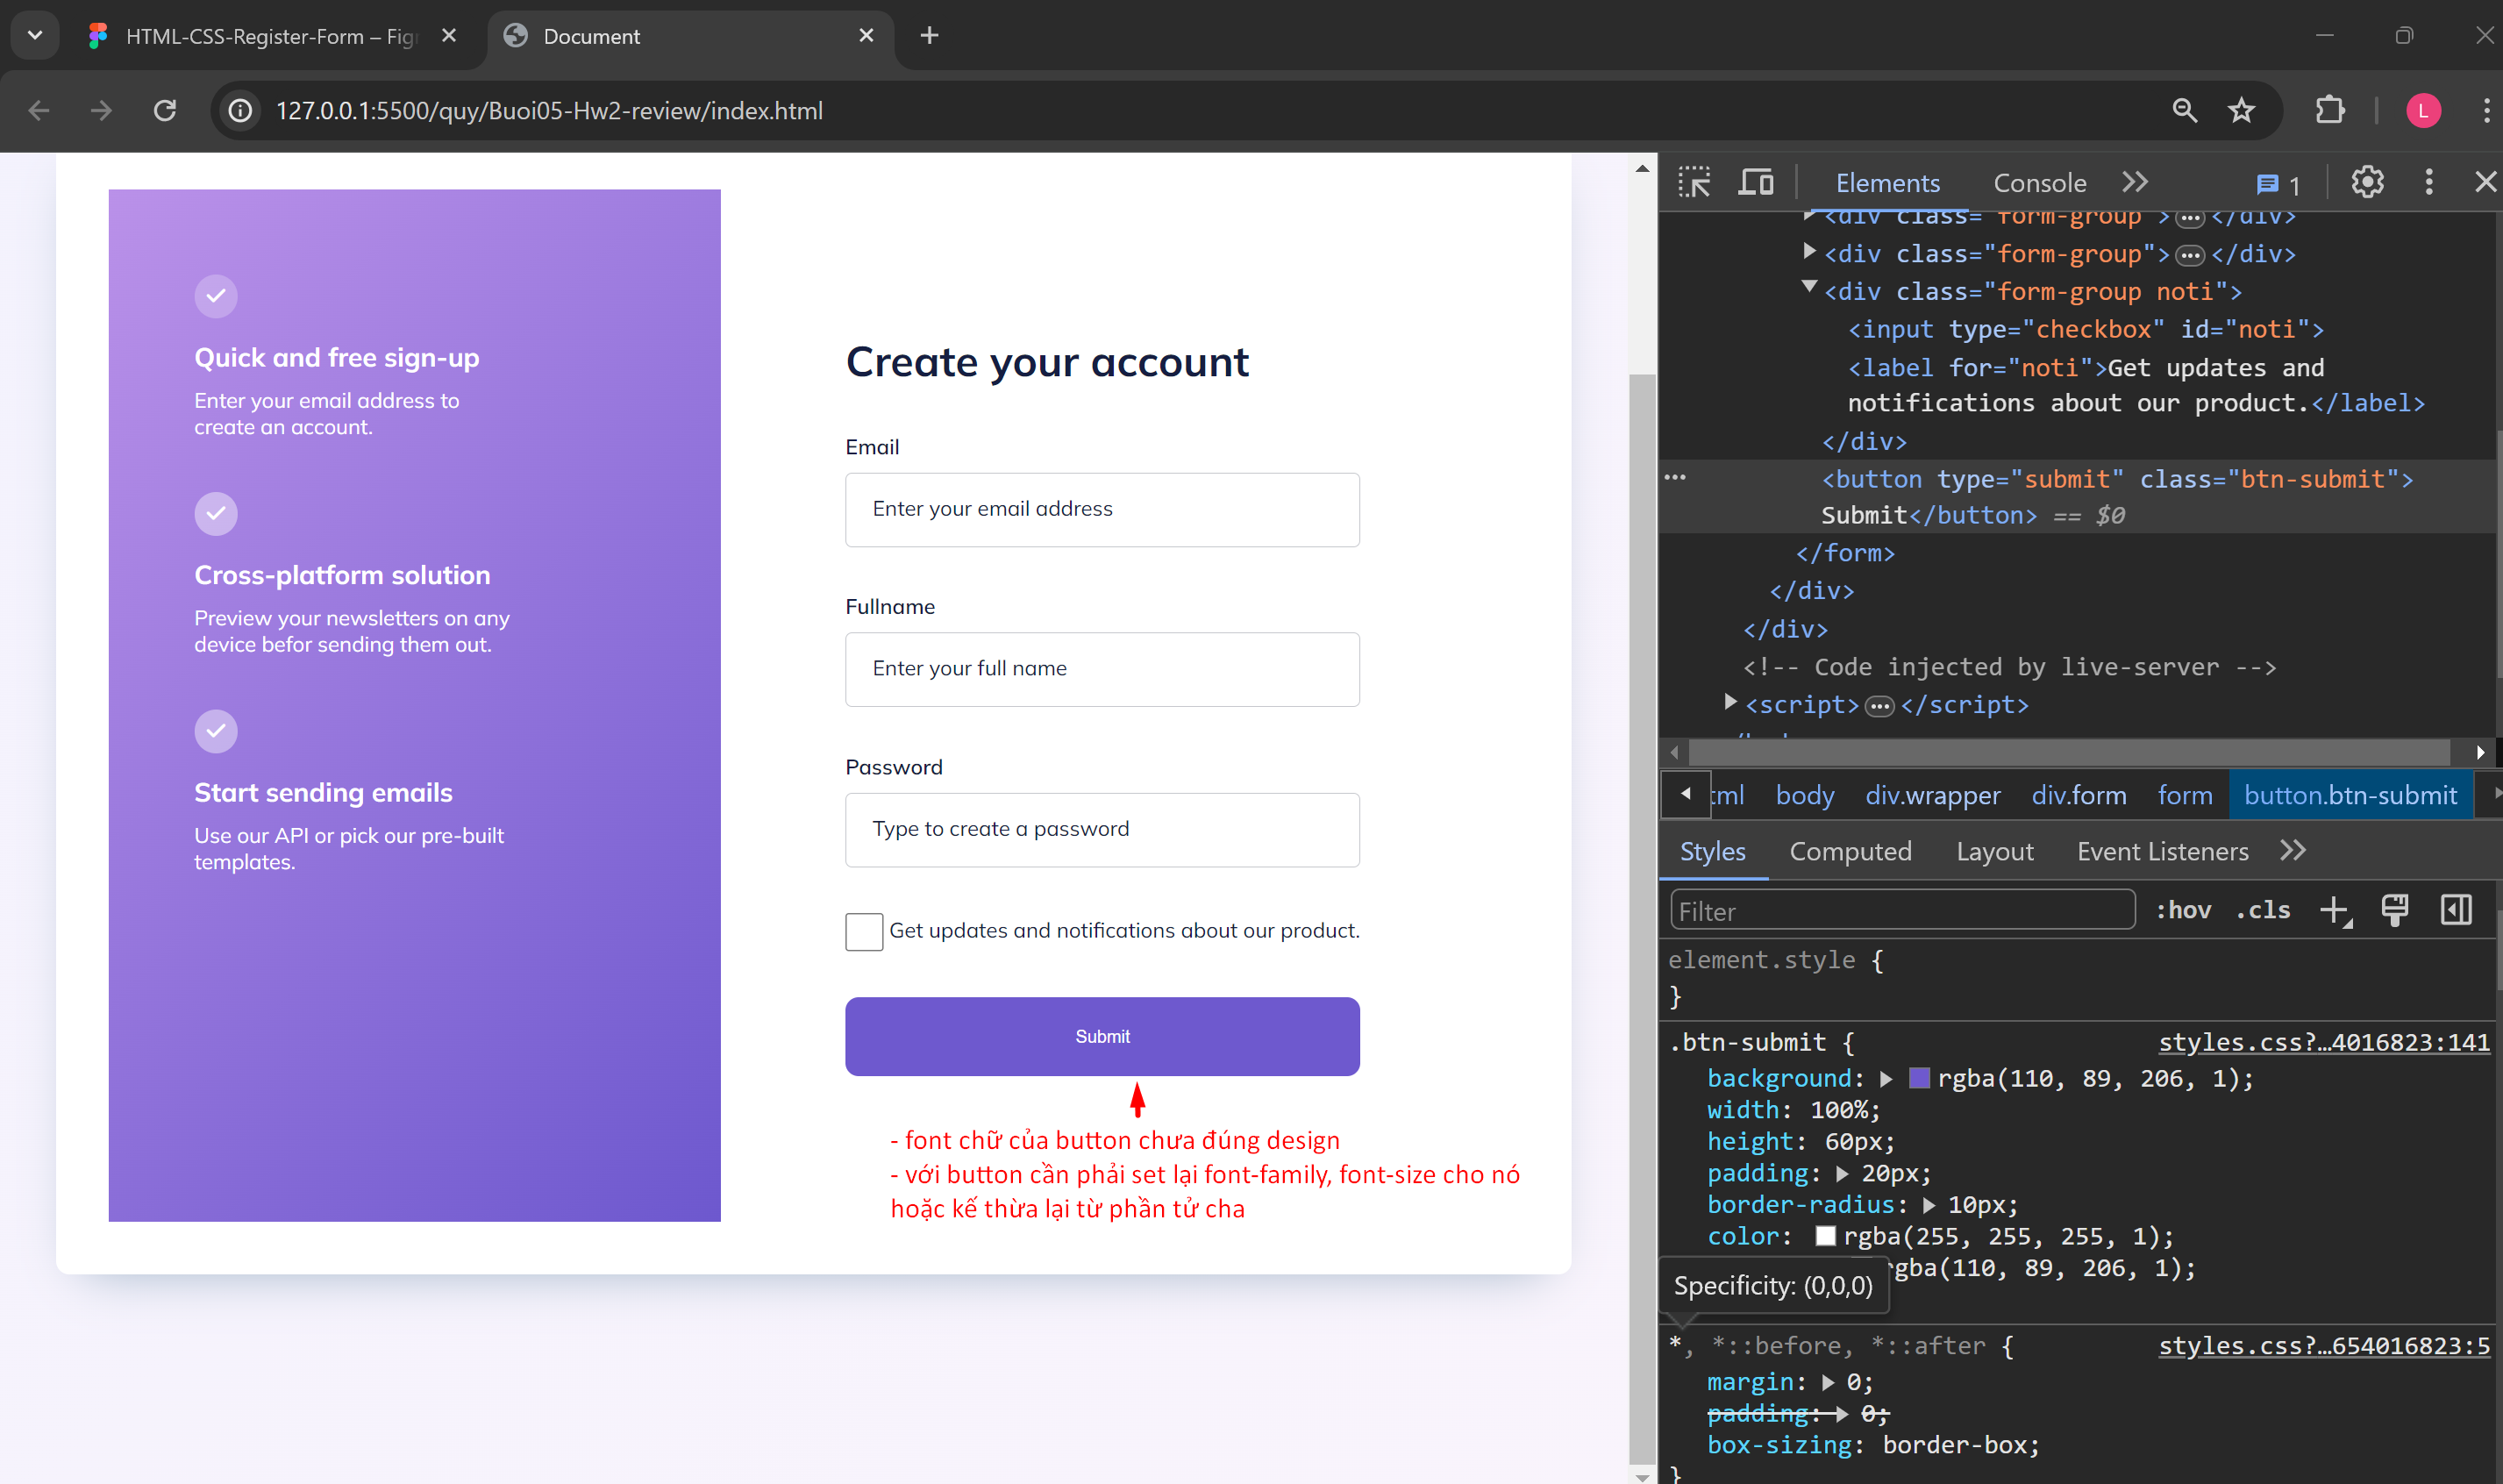 HTML-CSS-Register-Form – Fig
Document
127.0.0.1:5500/quy/Buoi05-Hw2-review/index.html
L
Quick and free sign-up
Enter your email address to
create an account.
Cross-platform solution
Preview your newsletters on any
device befor sending them out.
Start sending emails
Use our API or pick our pre-built
templates.
Create your account
Email
Enter your email address
Fullname
Enter your full name
Password
Type to create a password
Get updates and notifications about our product.
Submit
- font chữ của button chưa đúng design
- với button cần phải set lại font-family, font-size cho nó
hoặc kế thừa lại từ phần tử cha
Elements
Console
1
<div class="form-group">…</div>
<div class="form-group">…</div>
<div class="form-group noti">
<input type="checkbox" id="noti">
<label for="noti">Get updates and
notifications about our product.</label>
</div>
<button type="submit" class="btn-submit">
Submit</button> == $0
</form>
</div>
</div>
<!-- Code injected by live-server -->
<script>…</script>
tml body div.wrapper div.form form button.btn-submit
Styles Computed Layout Event Listeners
Filter
:hov .cls
element.style {
}
.btn-submit { styles.css?…4016823:141
background: rgba(110, 89, 206, 1);
width: 100%;
height: 60px;
padding: 20px;
border-radius: 10px;
color: rgba(255, 255, 255, 1);
rgba(110, 89, 206, 1);
Specificity: (0,0,0)
*, *::before, *::after { styles.css?…654016823:5
margin: 0;
padding: 0;
box-sizing: border-box;
}